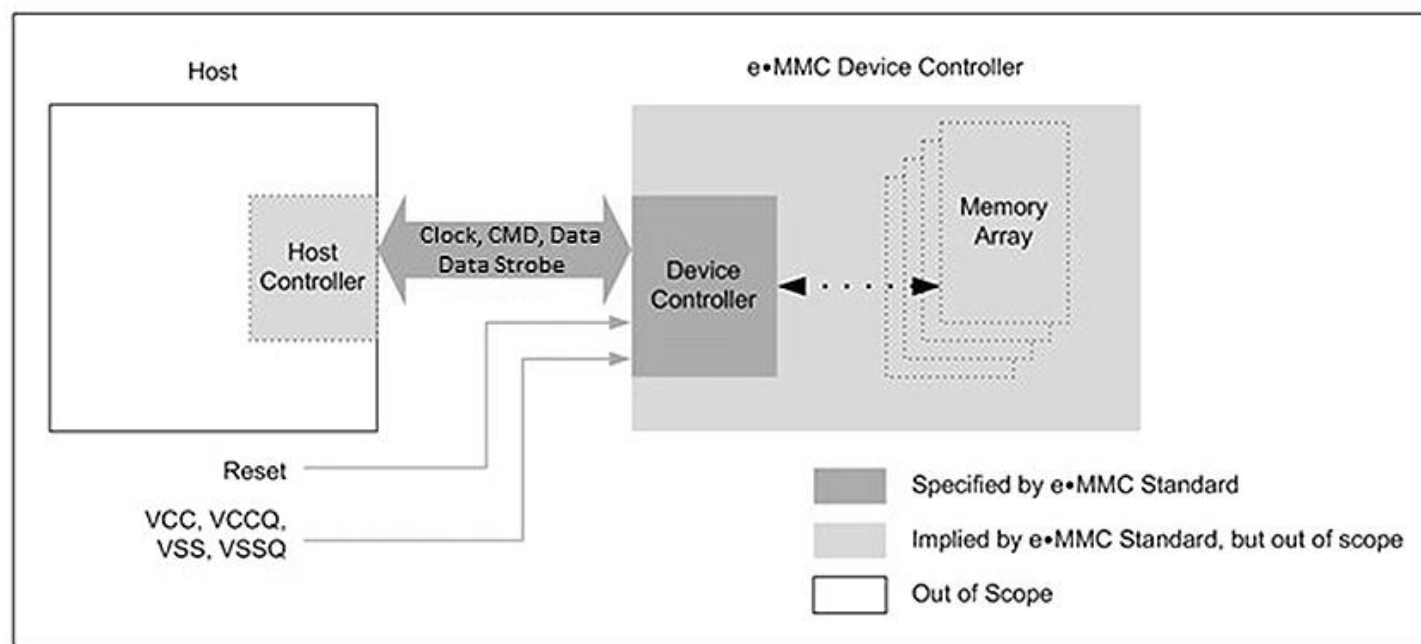 Host
e•MMC Device Controller
Host
Controller
Clock, CMD, Data
Data Strobe
Device
Controller
Memory
Array
Reset
VCC, VCCQ,
VSS, VSSQ
Specified by e•MMC Standard
Implied by e•MMC Standard, but out of scope
Out of Scope